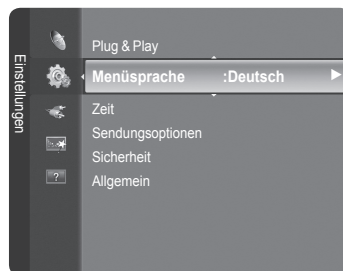 Einstellungen
Plug & Play
Menüsprache :Deutsch
Zeit
Sendungsoptionen
Sicherheit
Allgemein
?